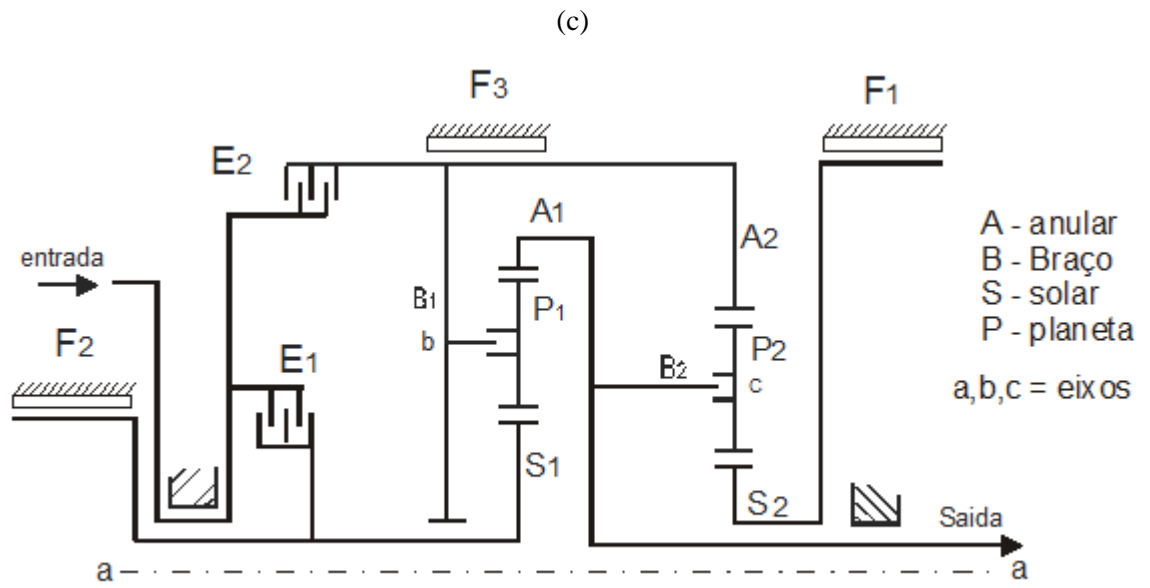 (c)
F3
F1
E2
A1
A2
entrada
B1
P1
b
F2
E1
B2
P2
c
S1
S2
A - anular
B - Braço
S - solar
P - planeta
a,b,c = eixos
Saida
a
a